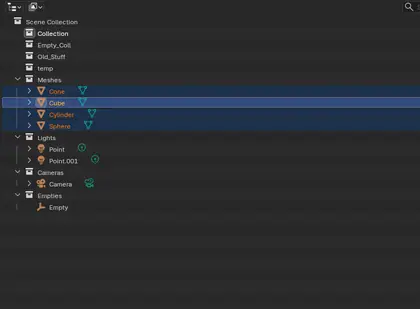 Scene Collection
Collection
Empty_Coll
Old_Stuff
temp
Meshes
Cone
Cube
Cylinder
Sphere
Lights
Point
Point.001
Cameras
Camera
Empties
Empty